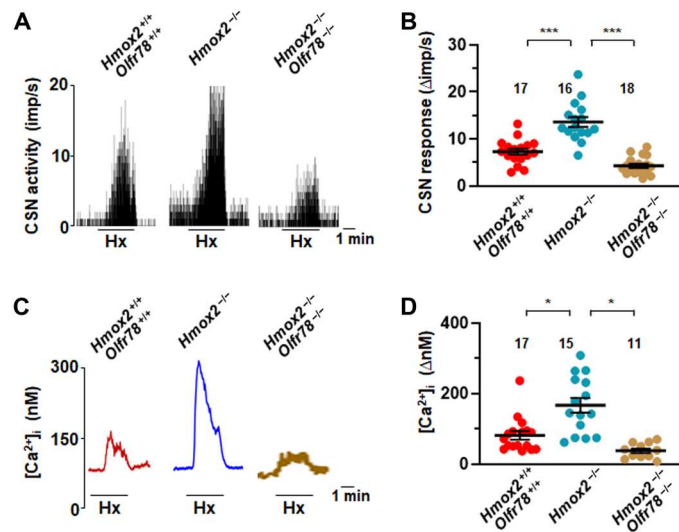 A
Hmox2+/+
Olfr78+/+
Hmox2−/−
Hmox2−/−
Olfr78−/−
CSN activity (imp/s)
20
10
0
Hx
Hx
Hx
1 min
B
***
***
CSN response (Δimp/s)
30
20
10
0
17
16
18
Hmox2+/+
Olfr78+/+
Hmox2−/−
Hmox2−/−
Olfr78−/−
C
Hmox2+/+
Olfr78+/+
Hmox2−/−
Hmox2−/−
Olfr78−/−
[Ca2+]i (nM)
300
150
0
Hx
Hx
Hx
1 min
D
*
*
[Ca2+]i (ΔnM)
400
200
0
17
15
11
Hmox2+/+
Olfr78+/+
Hmox2−/−
Hmox2−/−
Olfr78−/−